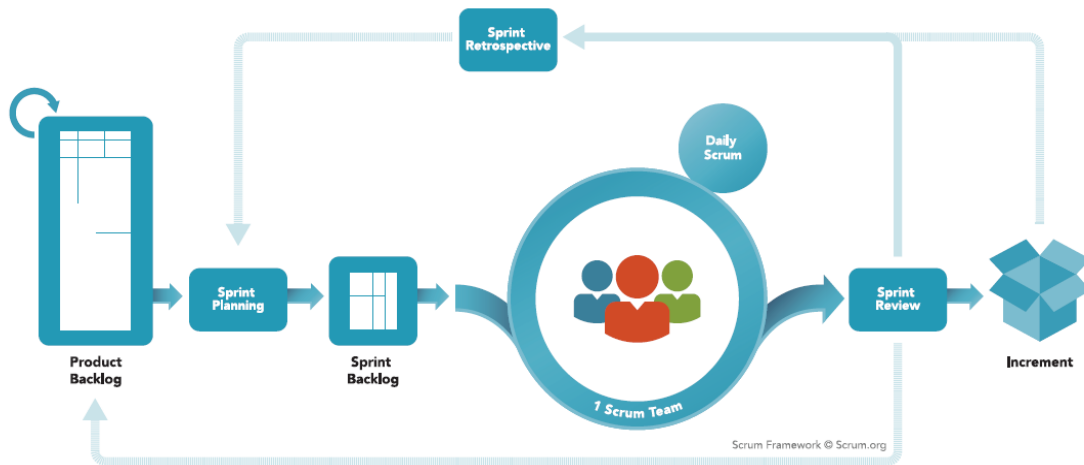 Sprint
Retrospective
Daily
Scrum
Sprint
Planning
Sprint
Review
Product
Backlog
Sprint
Backlog
1 Scrum Team
Increment
Scrum Framework © Scrum.org